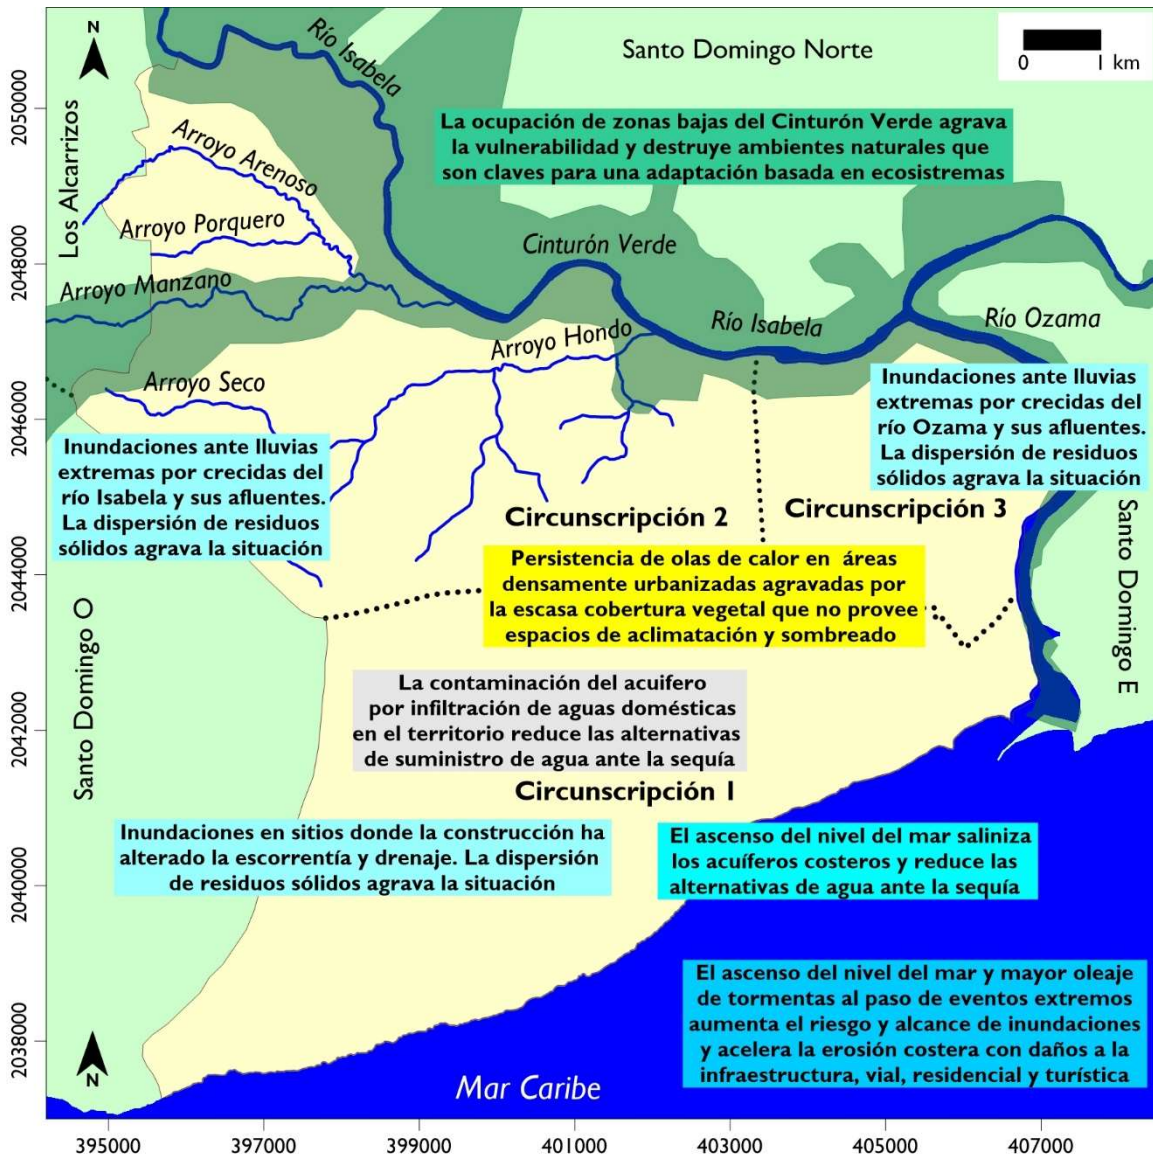 N
Río Isabela
Santo Domingo Norte
0 1 km
La ocupación de zonas bajas del Cinturón Verde agrava
la vulnerabilidad y destruye ambientes naturales que
son claves para una adaptación basada en ecosistremas
Los Alcarrizos
Arroyo Arenoso
Arroyo Porquero
Arroyo Manzano
Cinturón Verde
Río Isabela
Río Ozama
Arroyo Hondo
Arroyo Seco
Inundaciones ante lluvias
extremas por crecidas del
río Ozama y sus afluentes.
La dispersión de residuos
sólidos agrava la situación
Inundaciones ante lluvias
extremas por crecidas del
río Isabela y sus afluentes.
La dispersión de residuos
sólidos agrava la situación
Circunscripción 2
Circunscripción 3
Santo Domingo E
Persistencia de olas de calor en áreas
densamente urbanizadas agravadas por
la escasa cobertura vegetal que no provee
espacios de aclimatación y sombreado
Santo Domingo O
La contaminación del acuifero
por infiltración de aguas domésticas
en el territorio reduce las alternativas
de suministro de agua ante la sequía
Circunscripción 1
Inundaciones en sitios donde la construcción ha
alterado la escorrentía y drenaje. La dispersión
de residuos sólidos agrava la situación
El ascenso del nivel del mar saliniza
los acuíferos costeros y reduce las
alternativas de agua ante la sequía
El ascenso del nivel del mar y mayor oleaje
de tormentas al paso de eventos extremos
aumenta el riesgo y alcance de inundaciones
y acelera la erosión costera con daños a la
infraestructura, vial, residencial y turística
N
Mar Caribe
2050000
2048000
2046000
2044000
2042000
2040000
2038000
395000 397000 399000 401000 403000 405000 407000